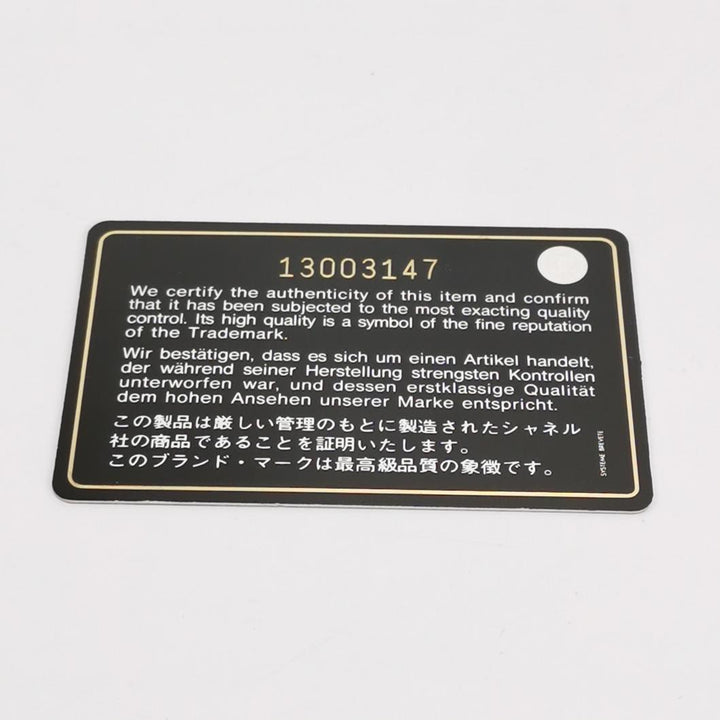 13003147
We certify the authenticity of this item and confirm
that it has been subjected to the most exacting quality
control. Its high quality is a symbol of the fine reputation
of the Trademark.
Wir bestätigen, dass es sich um einen Artikel handelt,
der während seiner Herstellung strengsten Kontrollen
unterworfen war, und dessen erstklassige Qualität
dem hohen Ansehen unserer Marke entspricht.
この製品は厳しい管理のもとに製造されたシャネル
社の商品であることを証明いたします。
このブランド・マークは最高級品質の象徴です。
SYSTEME BREVETE